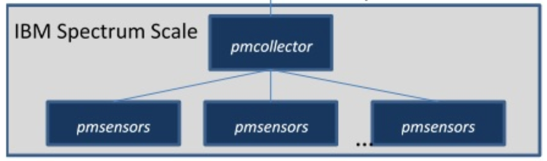 IBM Spectrum Scale
pmcollector
pmsensors
pmsensors
...
pmsensors